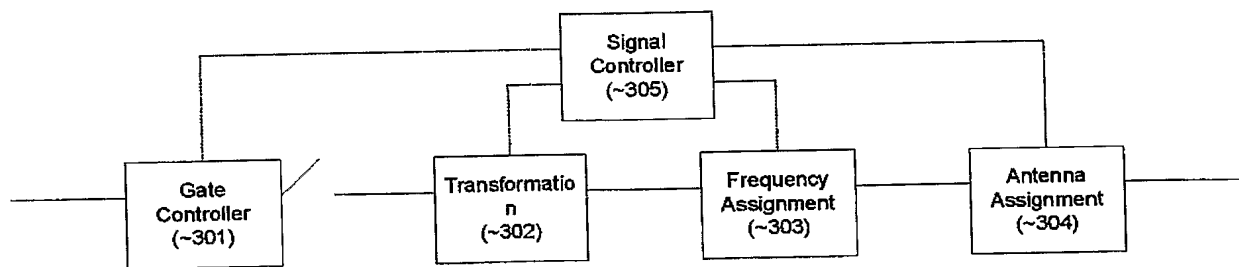 Signal
Controller
(~305)
Gate
Controller
(~301)
Transformatio
n
(~302)
Frequency
Assignment
(~303)
Antenna
Assignment
(~304)